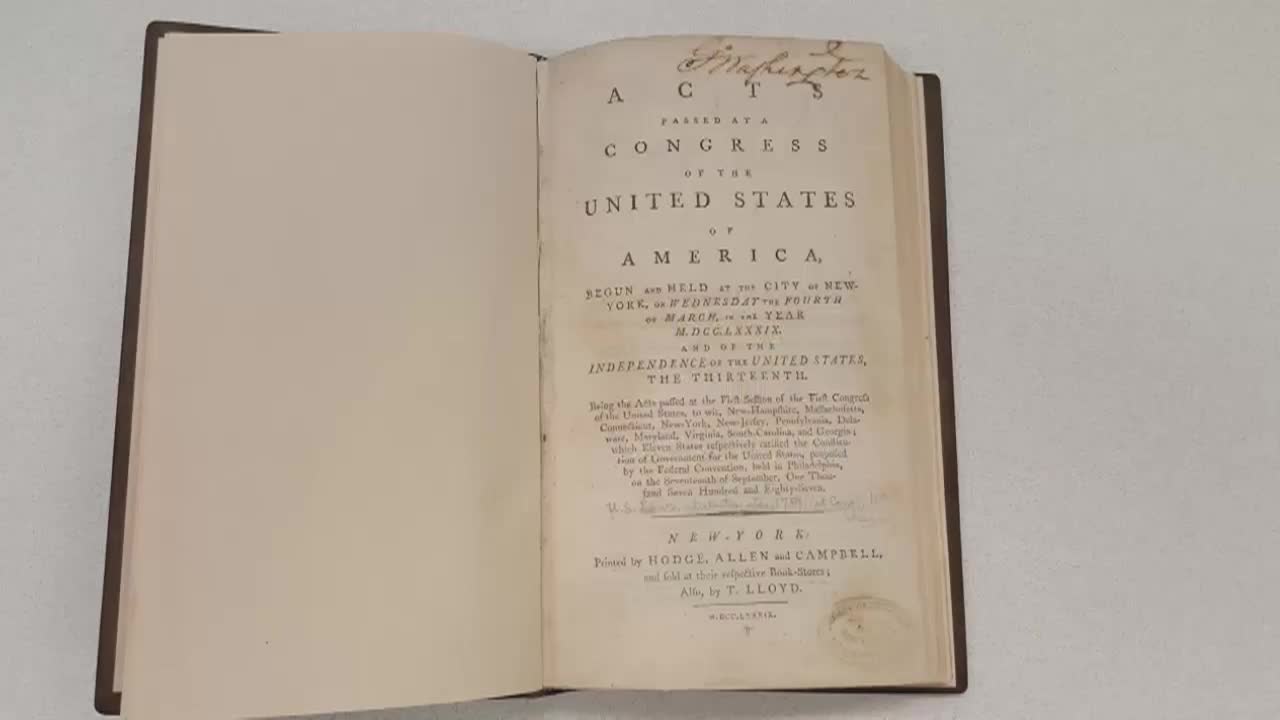 Washington
A C T S
PASSED AT A
CONGRESS
OF THE
UNITED STATES
OF
AMERICA,
BEGUN AND HELD AT THE CITY OF NEW-
YORK, ON WEDNESDAY THE FOURTH
OF MARCH, IN THE YEAR
M.DCC.LXXXIX.
AND OF THE
INDEPENDENCE OF THE UNITED STATES,
THE THIRTEENTH.
Being the Acts passed at the First Session of the First Congress
of the United States, to wit, New-Hampshire, Massachusetts,
Connecticut, New-York, New-Jersey, Pennsylvania, Dela-
ware, Maryland, Virginia, South-Carolina, and Georgia;
which Eleven States respectively ratified the Constitu-
tion of Government for the United States, proposed
by the Federal Convention, held in Philadelphia,
on the Seventeenth of September, One Thou-
sand Seven Hundred and Eighty-Seven.
U.S. 1789
NEW-YORK:
Printed by HODGE, ALLEN and CAMPBELL,
and sold at their respective Book-Stores;
Also, by T. LLOYD.
M.DCC.LXXXIX.